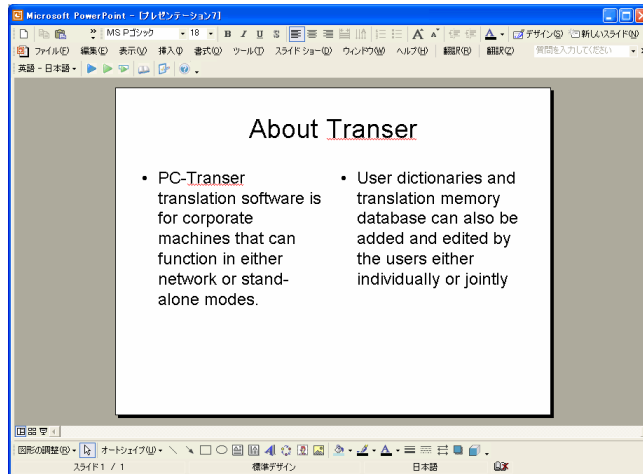 Microsoft PowerPoint - [プレゼンテーション7]
MS Pゴシック 18 B I U S A A A デザイン(S) 新しいスライド(N)
ファイル(F) 編集(E) 表示(V) 挿入(I) 書式(O) ツール(T) スライド ショー(D) ウィンドウ(W) ヘルプ(H) 翻訳(B) 翻訳(Z) 質問を入力してください
英語 - 日本語
About Transer
• PC-Transer
translation software is
for corporate
machines that can
function in either
network or stand-
alone modes.
• User dictionaries and
translation memory
database can also be
added and edited by
the users either
individually or jointly
図形の調整(R) オートシェイプ(U) A A
スライド 1 / 1 標準デザイン 日本語